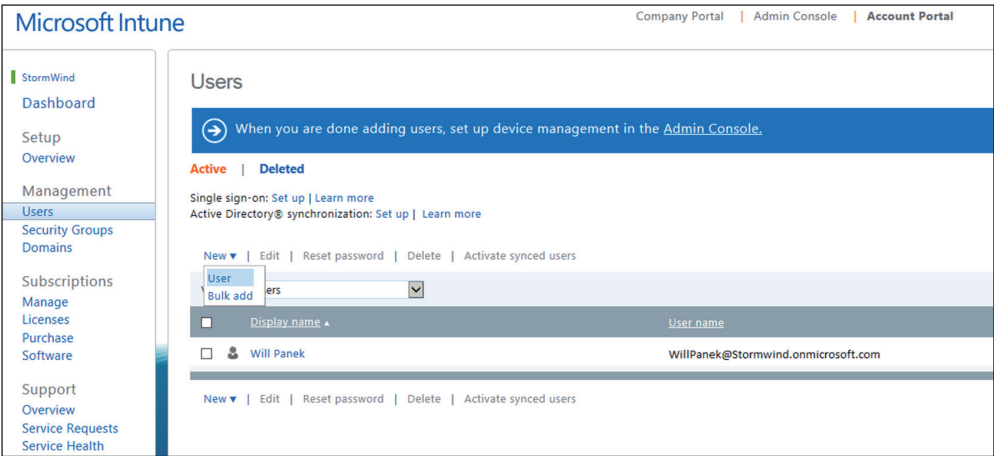 Microsoft Intune
Company Portal | Admin Console | Account Portal
StormWind
Dashboard
Setup
Overview
Management
Users
Security Groups
Domains
Subscriptions
Manage
Licenses
Purchase
Software
Support
Overview
Service Requests
Service Health
Users
When you are done adding users, set up device management in the Admin Console.
Active | Deleted
Single sign-on: Set up | Learn more
Active Directory® synchronization: Set up | Learn more
New ▾ | Edit | Reset password | Delete | Activate synced users
User
Bulk add
ers
Display name ▴ User name
Will Panek WillPanek@Stormwind.onmicrosoft.com
New ▾ | Edit | Reset password | Delete | Activate synced users